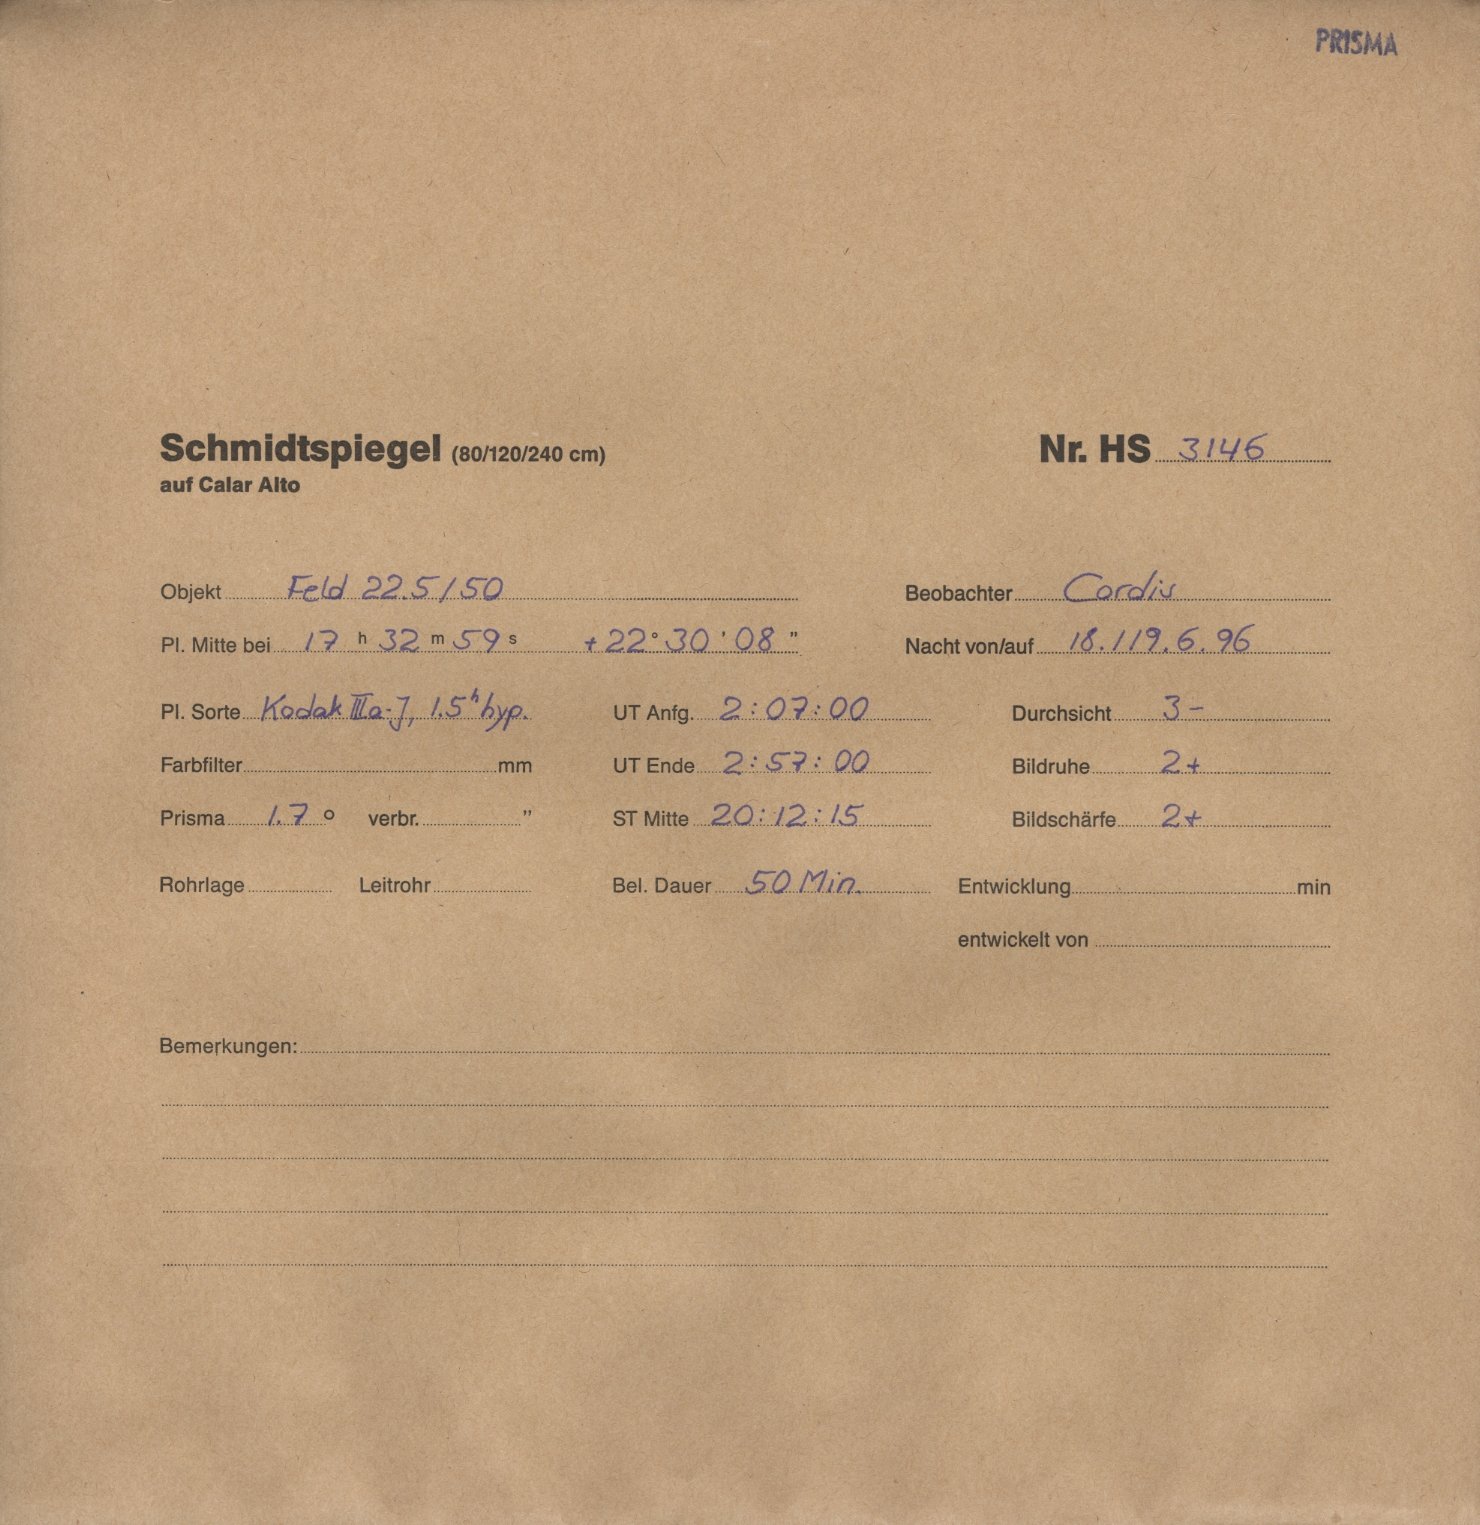 PRISMA
Schmidtspiegel (80/120/240 cm) Nr. HS 3146
auf Calar Alto
Objekt Feld 22.5/50 Beobachter Cordis
Pl. Mitte bei 17 h 32 m 59 s +22° 30 ' 08 " Nacht von/auf 18./19.6.96
Pl. Sorte Kodak IIIa-J, 1.5h hyp. UT Anfg. 2:07:00 Durchsicht 3-
Farbfilter mm UT Ende 2:57:00 Bildruhe 2+
Prisma 1.7 ° verbr. " ST Mitte 20:12:15 Bildschärfe 2+
Rohrlage Leitrohr Bel. Dauer 50 Min. Entwicklung min
entwickelt von
Bemerkungen: